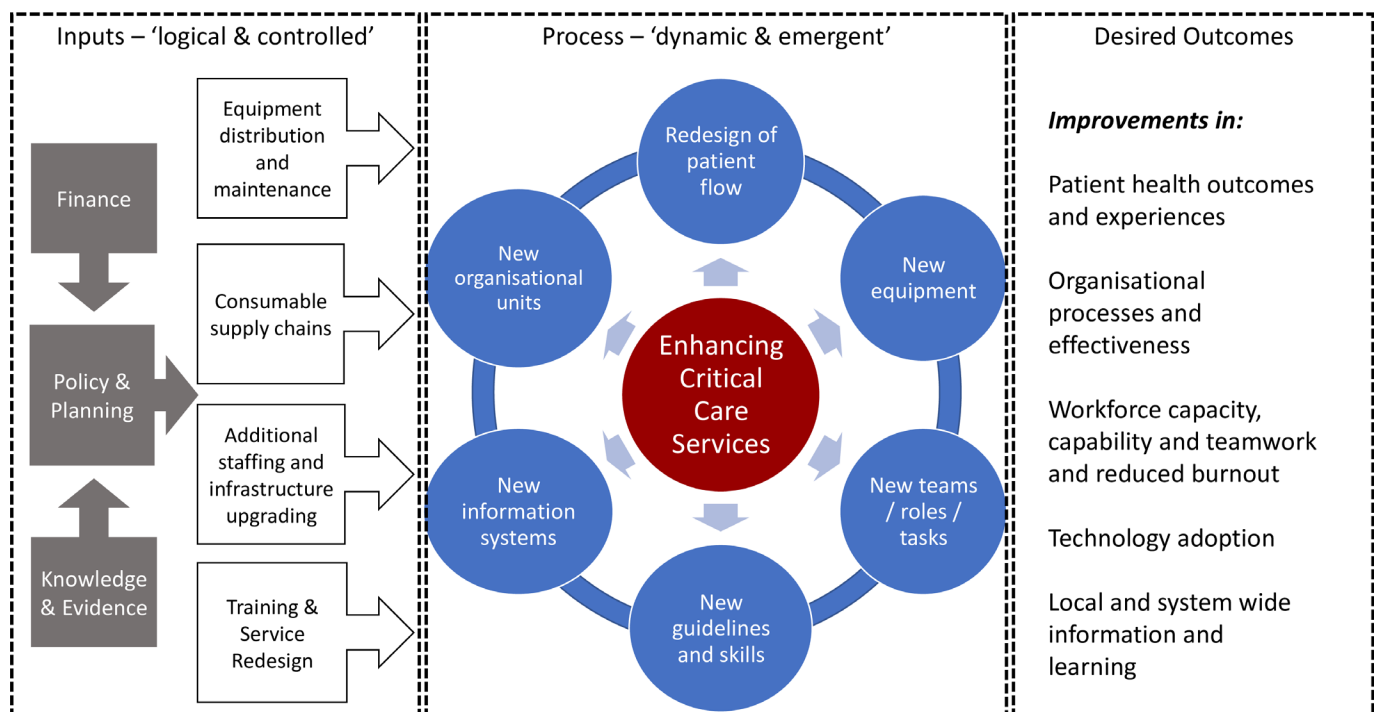 Inputs – ‘logical & controlled’
Finance
Policy &
Planning
Knowledge
& Evidence
Equipment
distribution
and
maintenance
Consumable
supply chains
Additional
staffing and
infrastructure
upgrading
Training &
Service
Redesign
Process – ‘dynamic & emergent’
Redesign of
patient
flow
New
equipment
New teams
/ roles /
tasks
New
guidelines
and skills
New
information
systems
New
organisational
units
Enhancing
Critical
Care
Services
Desired Outcomes
Improvements in:
Patient health outcomes
and experiences
Organisational
processes and
effectiveness
Workforce capacity,
capability and teamwork
and reduced burnout
Technology adoption
Local and system wide
information and
learning